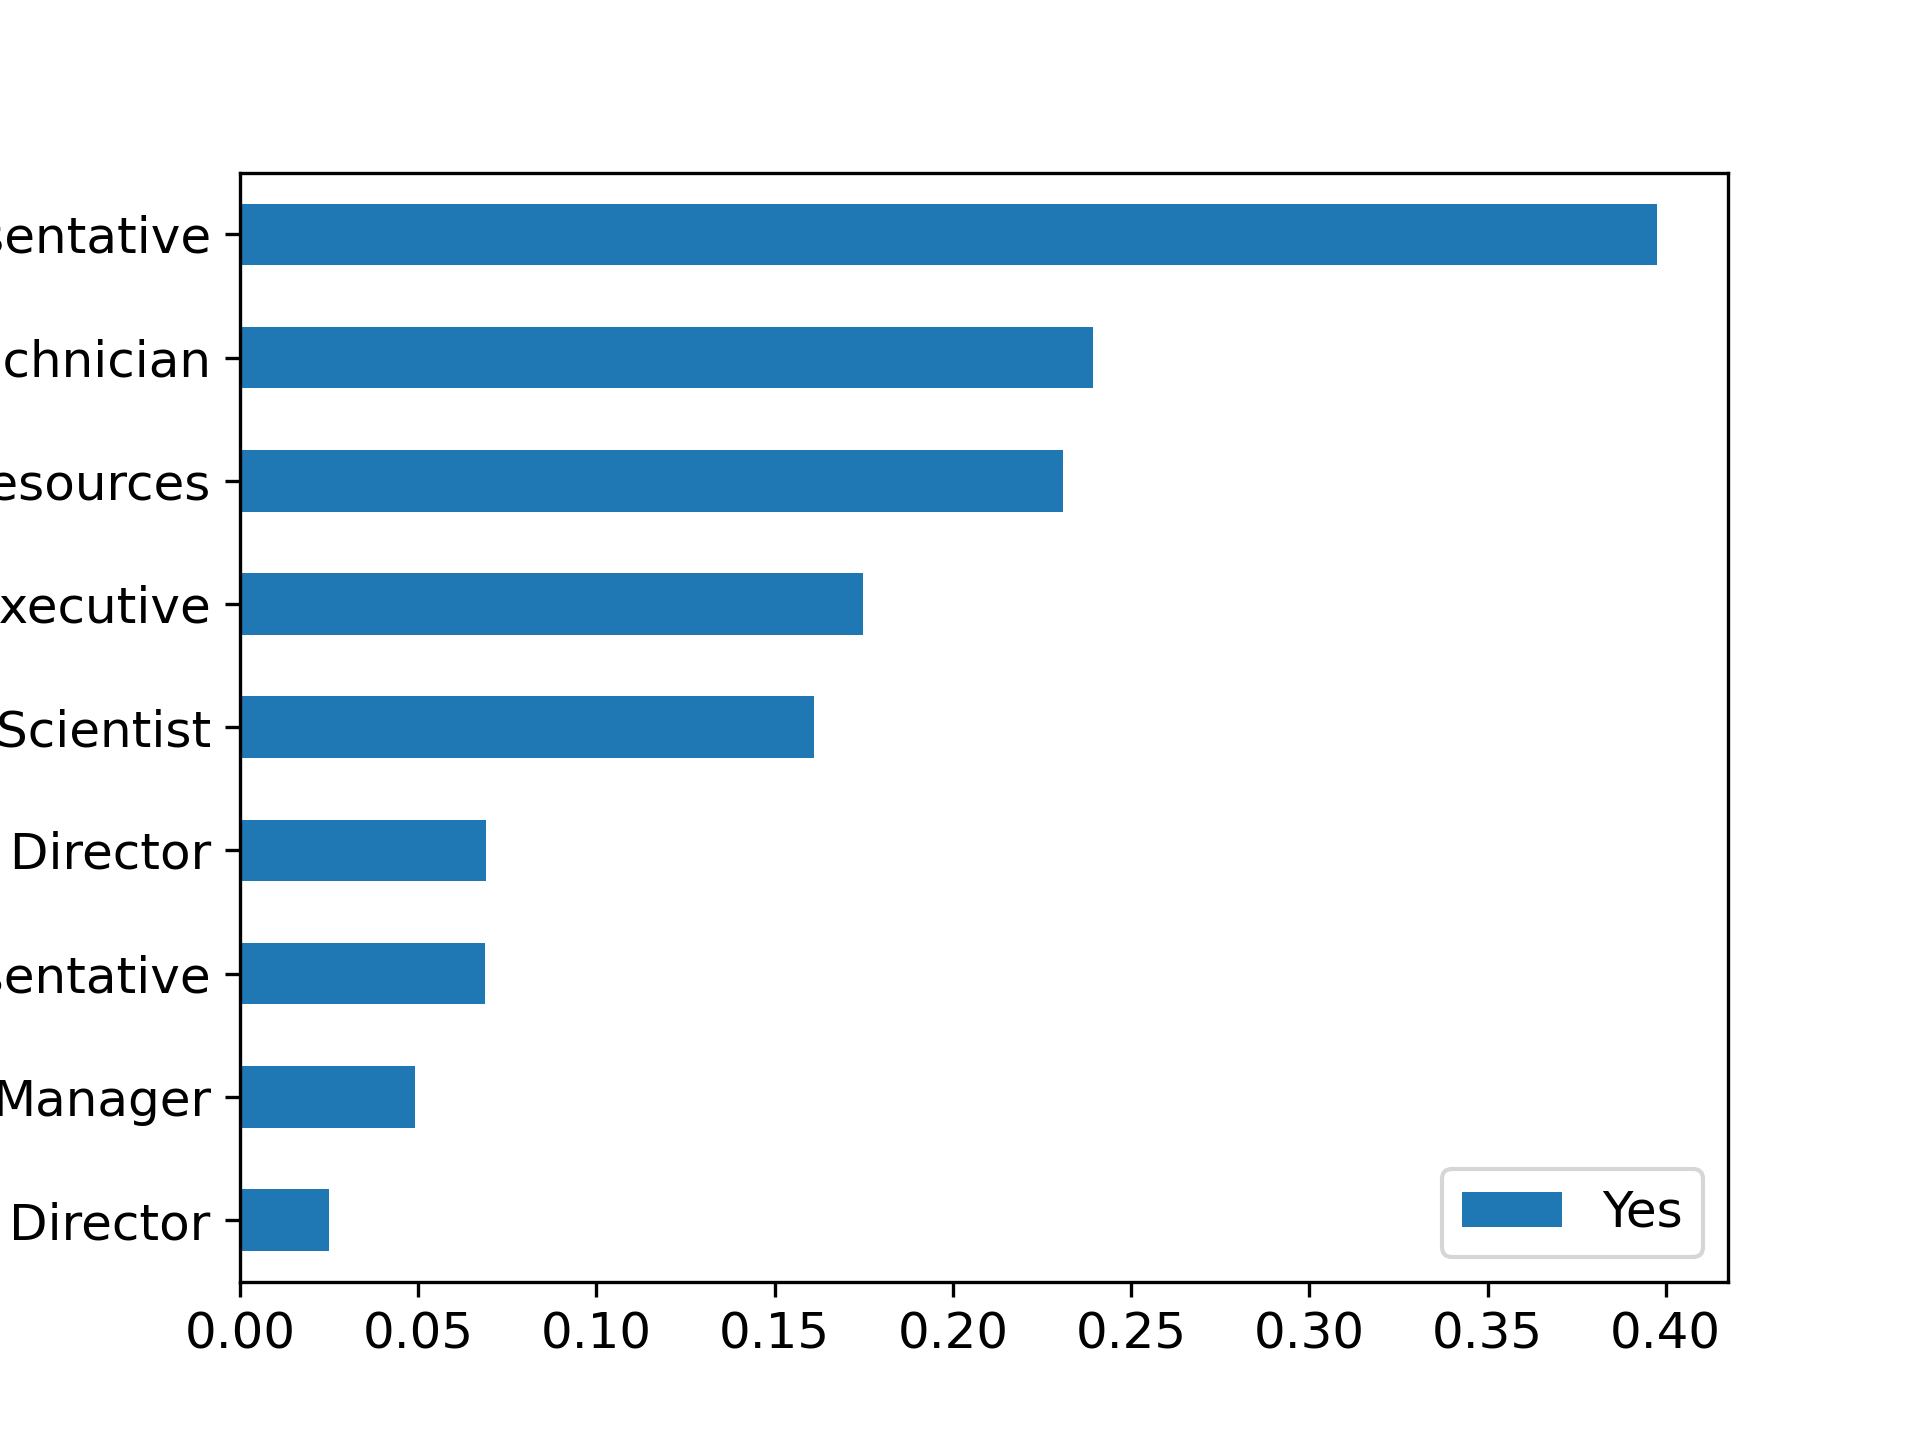 sentative
chnician
esources
xecutive
Scientist
Director
sentative
Manager
Director
Yes
0.00 0.05 0.10 0.15 0.20 0.25 0.30 0.35 0.40